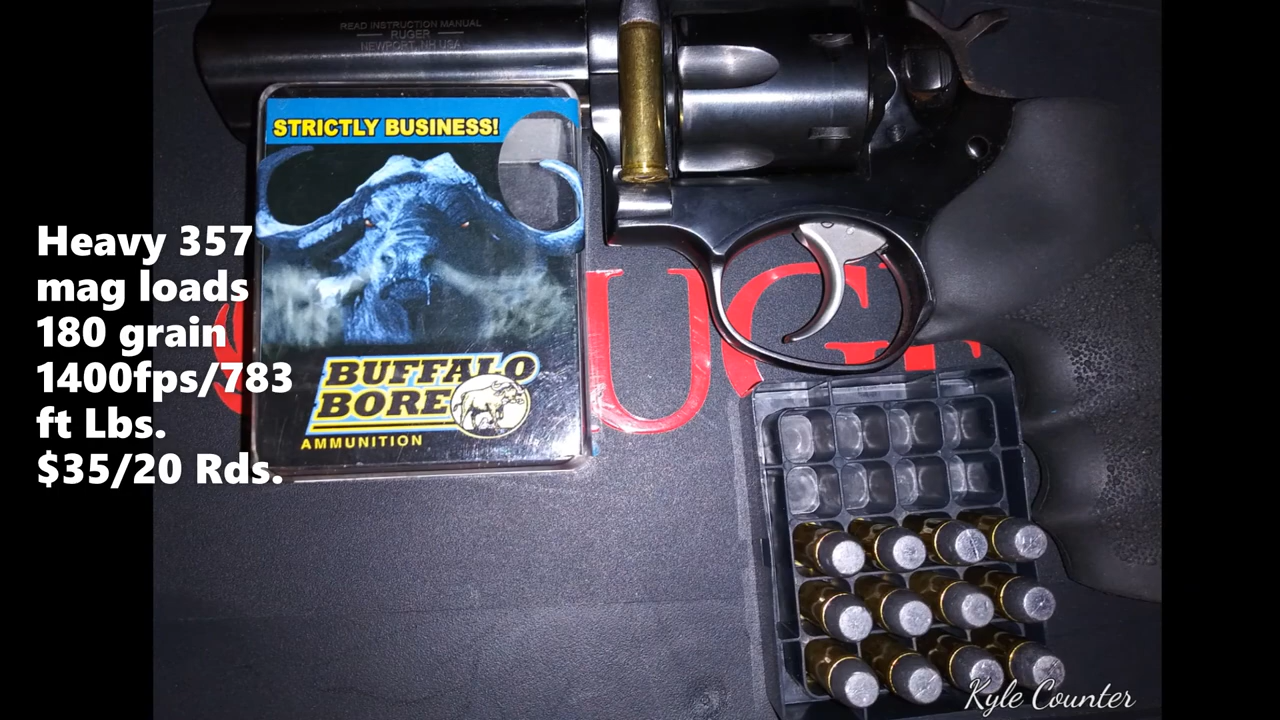 READ INSTRUCTION MANUAL
RUGER
NEWPORT, NH USA
STRICTLY BUSINESS!
Heavy 357
mag loads
180 grain
1400fps/783
ft Lbs.
$35/20 Rds.
BUFFALO
BORE
AMMUNITION
UGE
Kyle Counter